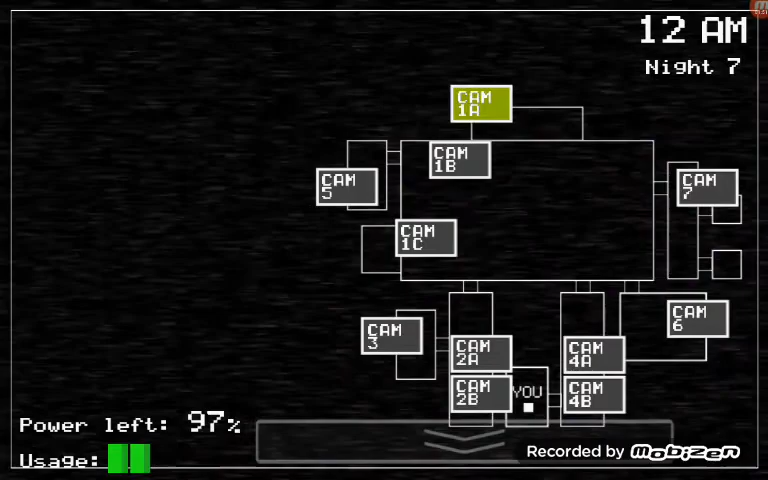 12 AM
Night 7
CAM
1A
CAM
1B
CAM
5
CAM
7
CAM
1C
CAM
6
CAM
3
CAM
2A
CAM
4A
CAM
2B
YOU
CAM
4B
Power left: 97%
Usage:
Recorded by Mobizen